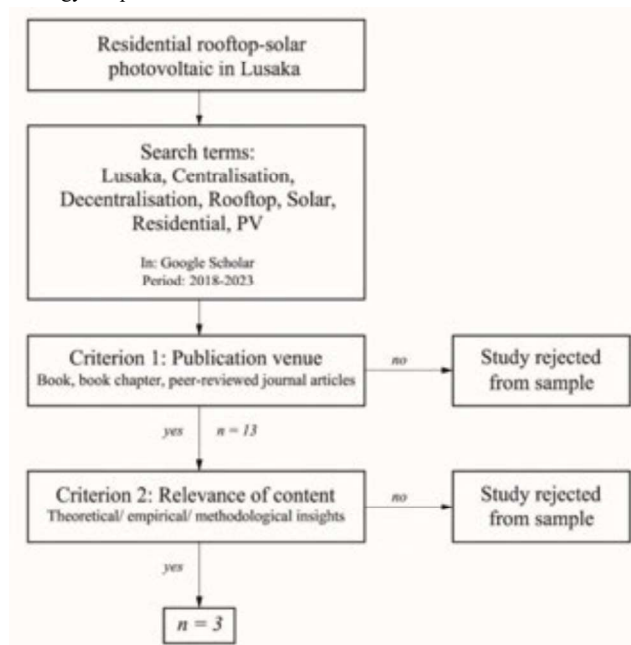 Residential rooftop-solar
photovoltaic in Lusaka
Search terms:
Lusaka, Centralisation,
Decentralisation, Rooftop, Solar,
Residential, PV
In: Google Scholar
Period: 2018-2023
Criterion 1: Publication venue
Book, book chapter, peer-reviewed journal articles
no
Study rejected
from sample
yes n = 13
Criterion 2: Relevance of content
Theoretical/ empirical/ methodological insights
no
Study rejected
from sample
yes
n = 3